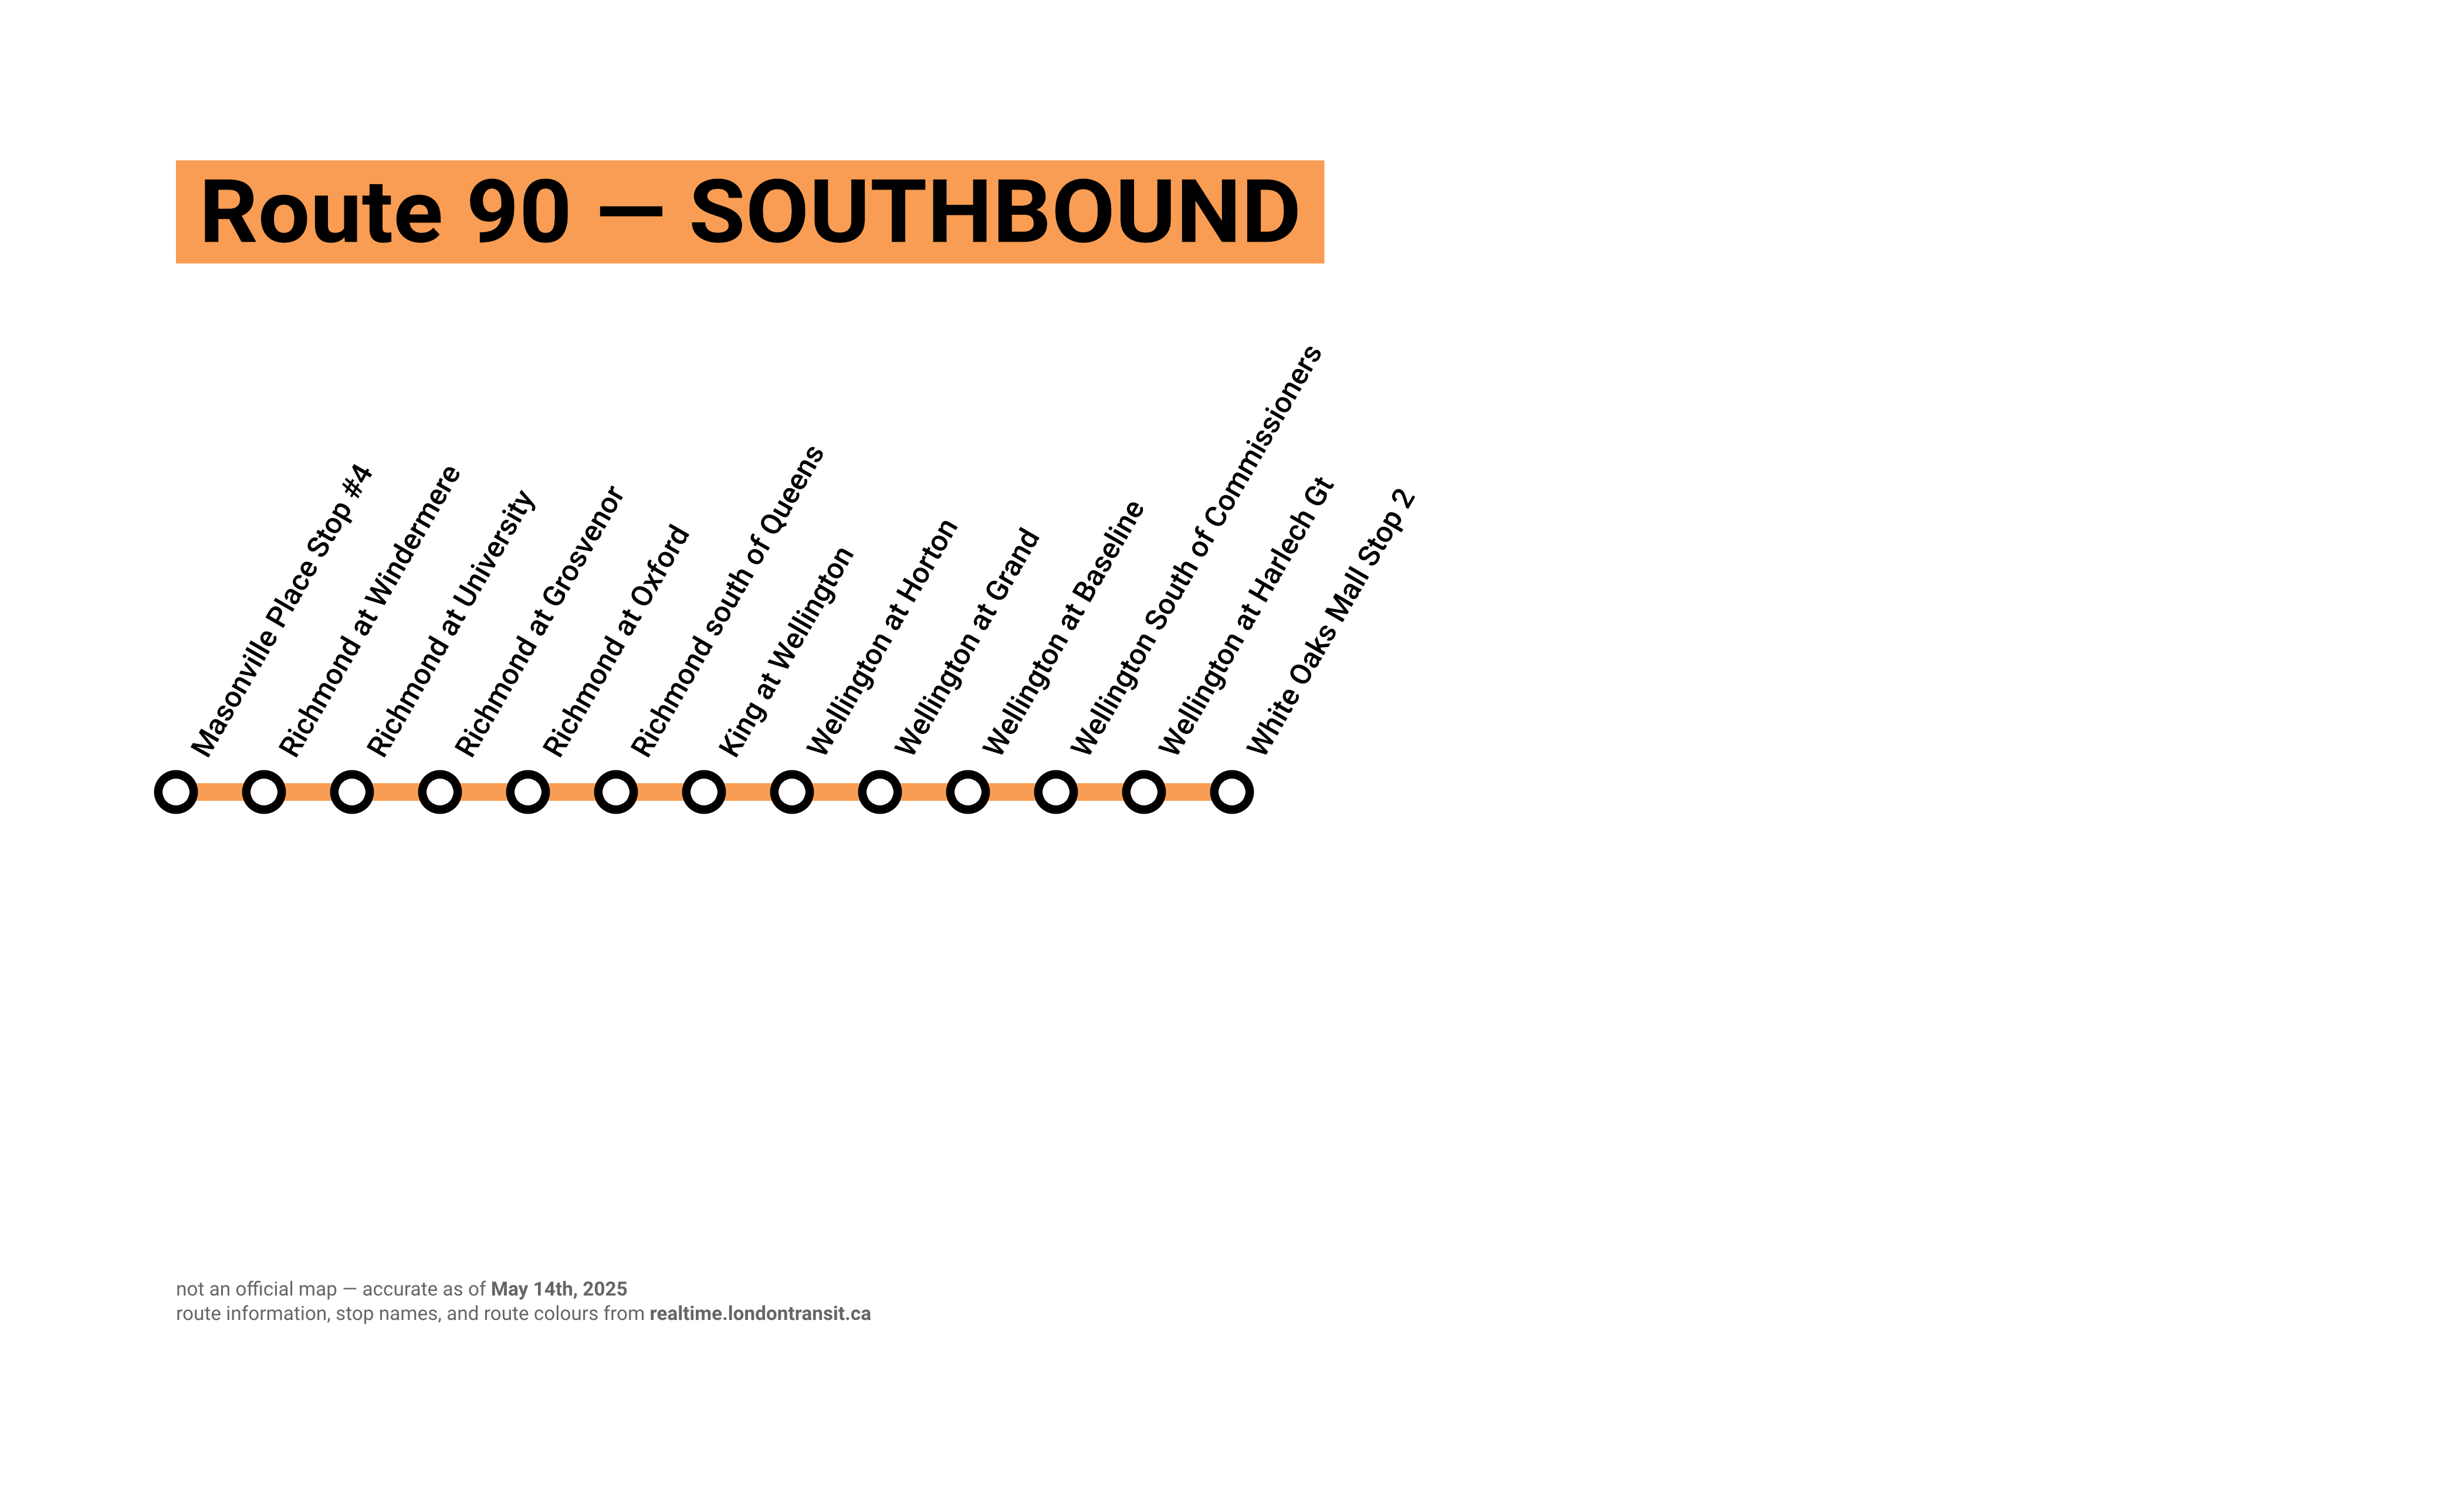 Route 90 — SOUTHBOUND
Masonville Place Stop #4
Richmond at Windermere
Richmond at University
Richmond at Grosvenor
Richmond at Oxford
Richmond south of Queens
King at Wellington
Wellington at Horton
Wellington at Grand
Wellington at Baseline
Wellington South of Commissioners
Wellington at Harlech Gt
White Oaks Mall Stop 2
not an official map — accurate as of May 14th, 2025
route information, stop names, and route colours from realtime.londontransit.ca